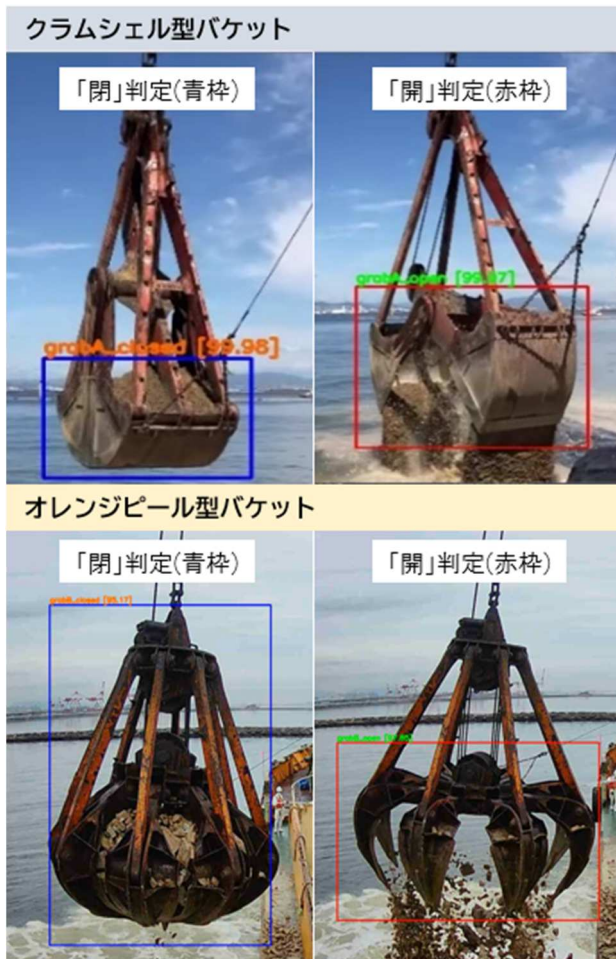 クラムシェル型バケット
「閉」判定(青枠)
「開」判定(赤枠)
grabA_closed [99.98]
grabA_open [99.87]
オレンジピール型バケット
「閉」判定(青枠)
「開」判定(赤枠)